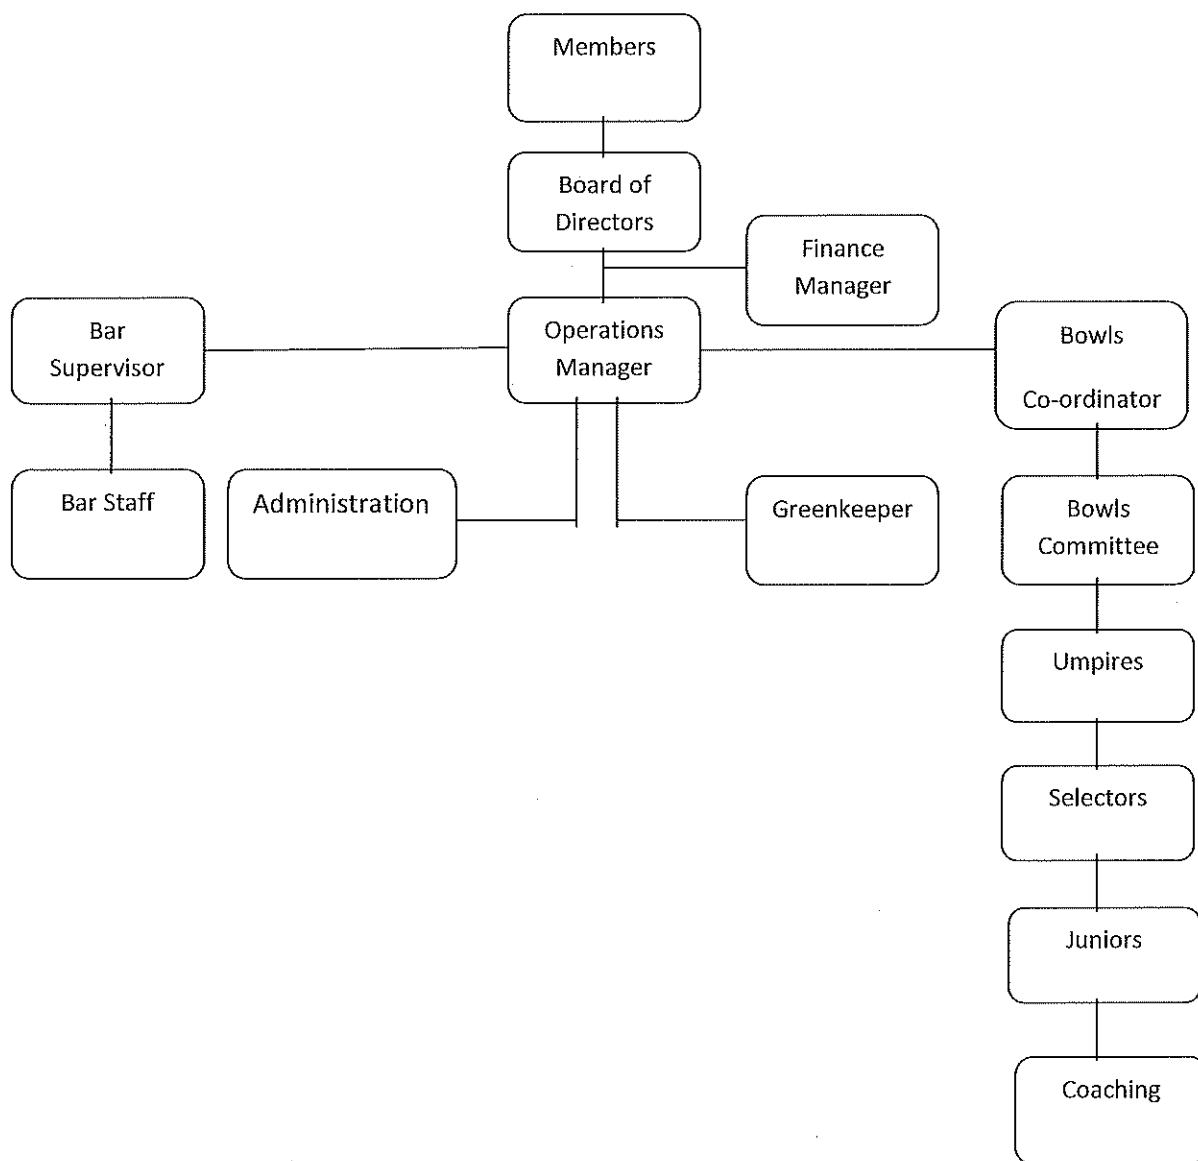 Members
Board of
Directors
Finance
Manager
Bar
Supervisor
Operations
Manager
Bowls
Co-ordinator
Bar Staff
Administration
Greenkeeper
Bowls
Committee
Umpires
Selectors
Juniors
Coaching